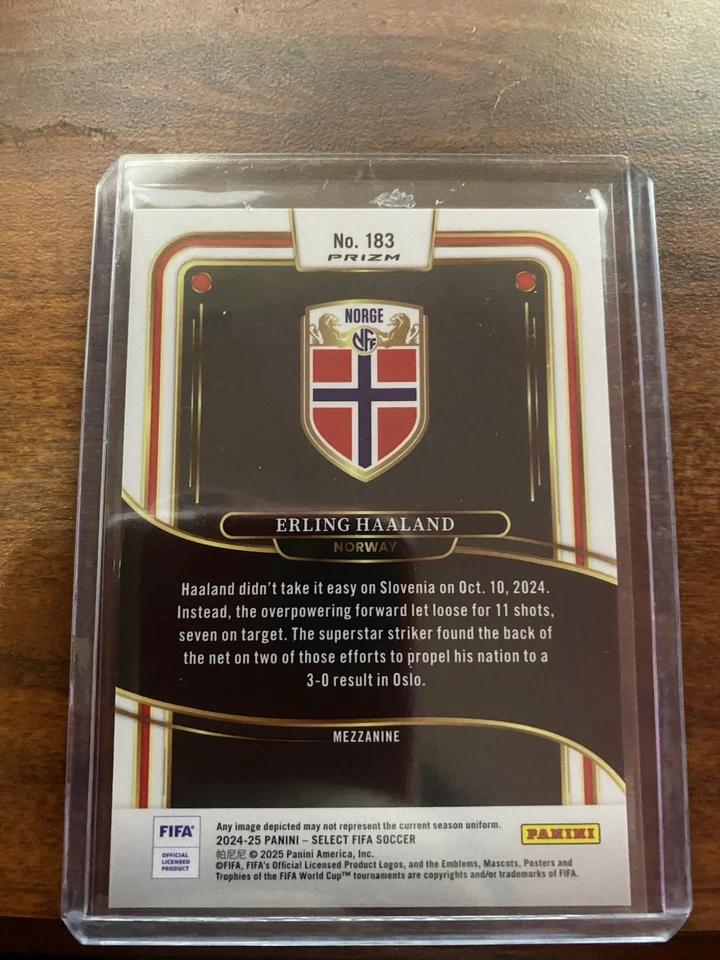 No. 183
PRIZM
NORGE
NFF
ERLING HAALAND
NORWAY
Haaland didn't take it easy on Slovenia on Oct. 10, 2024.
Instead, the overpowering forward let loose for 11 shots,
seven on target. The superstar striker found the back of
the net on two of those efforts to propel his nation to a
3-0 result in Oslo.
MEZZANINE
FIFA®
OFFICIAL
LICENSED
PRODUCT
Any image depicted may not represent the current season uniform.
2024-25 PANINI – SELECT FIFA SOCCER
帕尼尼 © 2025 Panini America, Inc.
©FIFA, FIFA's Official Licensed Product Logos, and the Emblems, Mascots, Posters and
Trophies of the FIFA World Cup™ tournaments are copyrights and/or trademarks of FIFA.
PANINI